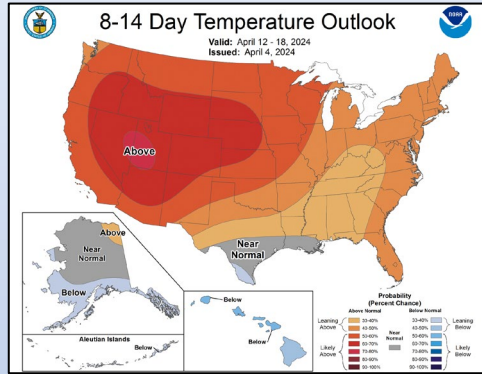 8-14 Day Temperature Outlook
Valid: April 12 - 18, 2024
Issued: April 4, 2024
NOAA
Above
Near
Normal
Above
Near
Normal
Below
Aleutian Islands
Below
Below
Below
Probability
(Percent Chance)
Above Normal
Below Normal
Leaning
Above
33-40%
40-50%
50-60%
Near
Normal
33-40%
40-50%
50-60%
Leaning
Below
Likely
Above
60-70%
70-80%
80-90%
90-100%
60-70%
70-80%
80-90%
90-100%
Likely
Below